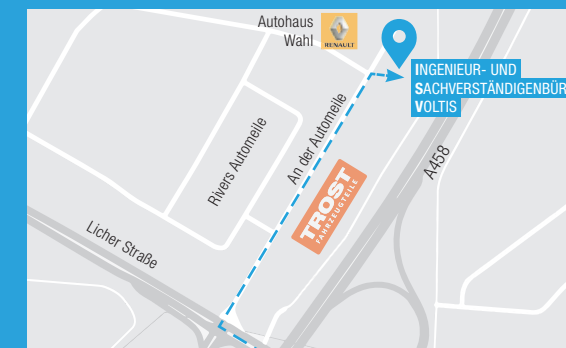 Autohaus
Wahl
RENAULT
INGENIEUR- UND
SACHVERSTÄNDIGENBÜR
VOLTIS
An der Automeile
Rivers Automeile
A458
TROST
FAHRZEUGTEILE
Licher Straße